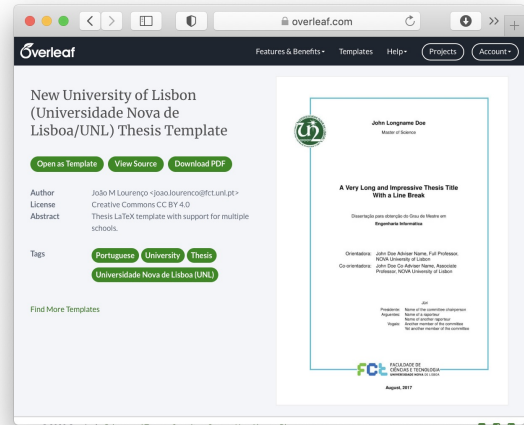 overleaf.com
Overleaf
Features & Benefits
Templates
Help
Projects
Account
New University of Lisbon
(Universidade Nova de
Lisboa/UNL) Thesis Template
Open as Template
View Source
Download PDF
Author João M Lourenço <joao.lourenco@fct.unl.pt>
License Creative Commons CC BY 4.0
Abstract Thesis LaTeX template with support for multiple
schools.
Tags Portuguese University Thesis
Universidade Nova de Lisboa (UNL)
Find More Templates
John Longname Doe
Master of Science
A Very Long and Impressive Thesis Title
With a Line Break
Dissertação para obtenção do Grau de Mestre em
Engenharia Informática
Orientadora: John Doe Adviser Name, Full Professor,
NOVA University of Lisbon
Co-orientadora: John Doe Co-Adviser Name, Associate
Professor, NOVA University of Lisbon
Júri
Presidente: Name of the committee chairperson
Arguentes: Name of a raporteur
Name of another raporteur
Vogais: Another member of the committee
Yet another member of the committee
FCt FACULDADE DE
CIÊNCIAS E TECNOLOGIA
UNIVERSIDADE NOVA DE LISBOA
August, 2017